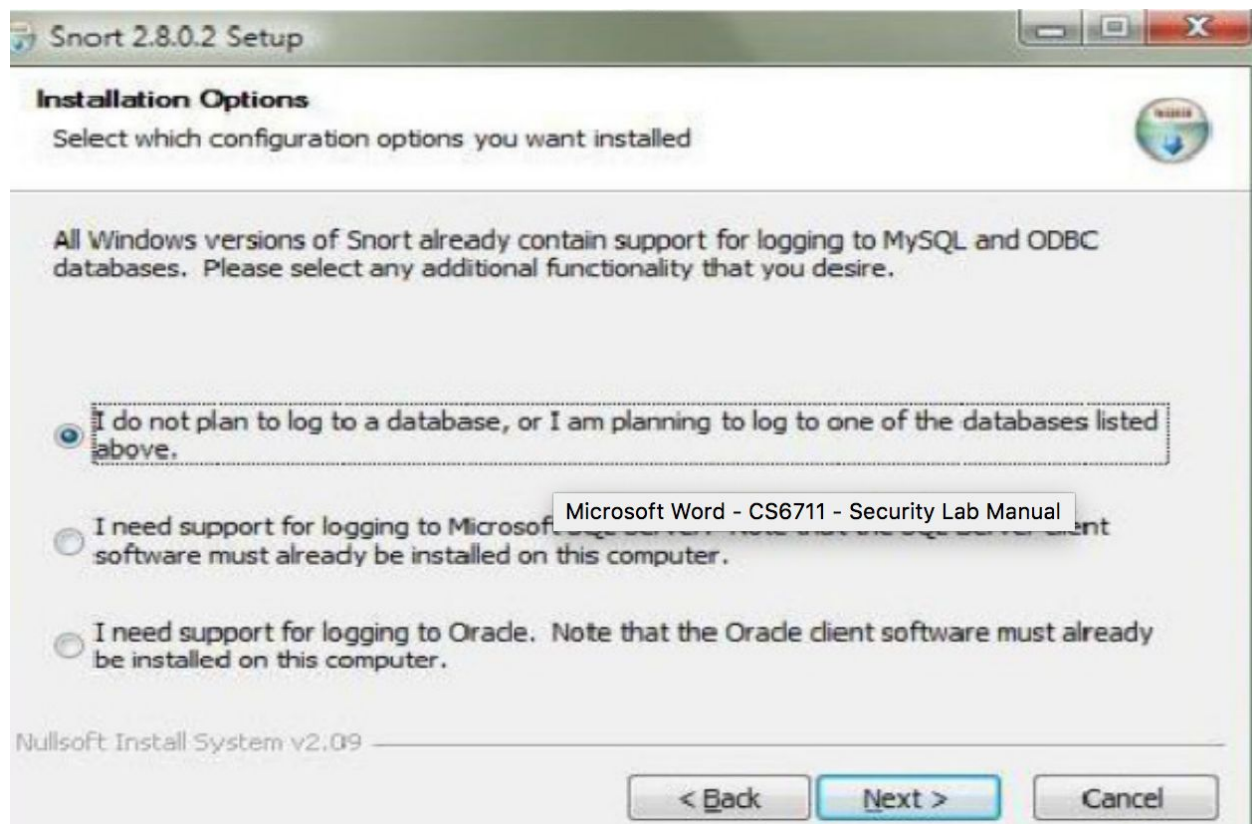 Snort 2.8.0.2 Setup
Installation Options
Select which configuration options you want installed
All Windows versions of Snort already contain support for logging to MySQL and ODBC
databases. Please select any additional functionality that you desire.
I do not plan to log to a database, or I am planning to log to one of the databases listed
above.
Microsoft Word - CS6711 - Security Lab Manual
I need support for logging to Microsoft
software must already be installed on this computer.
I need support for logging to Oracle. Note that the Oracle client software must already
be installed on this computer.
Nullsoft Install System v2.09
< Back
Next >
Cancel